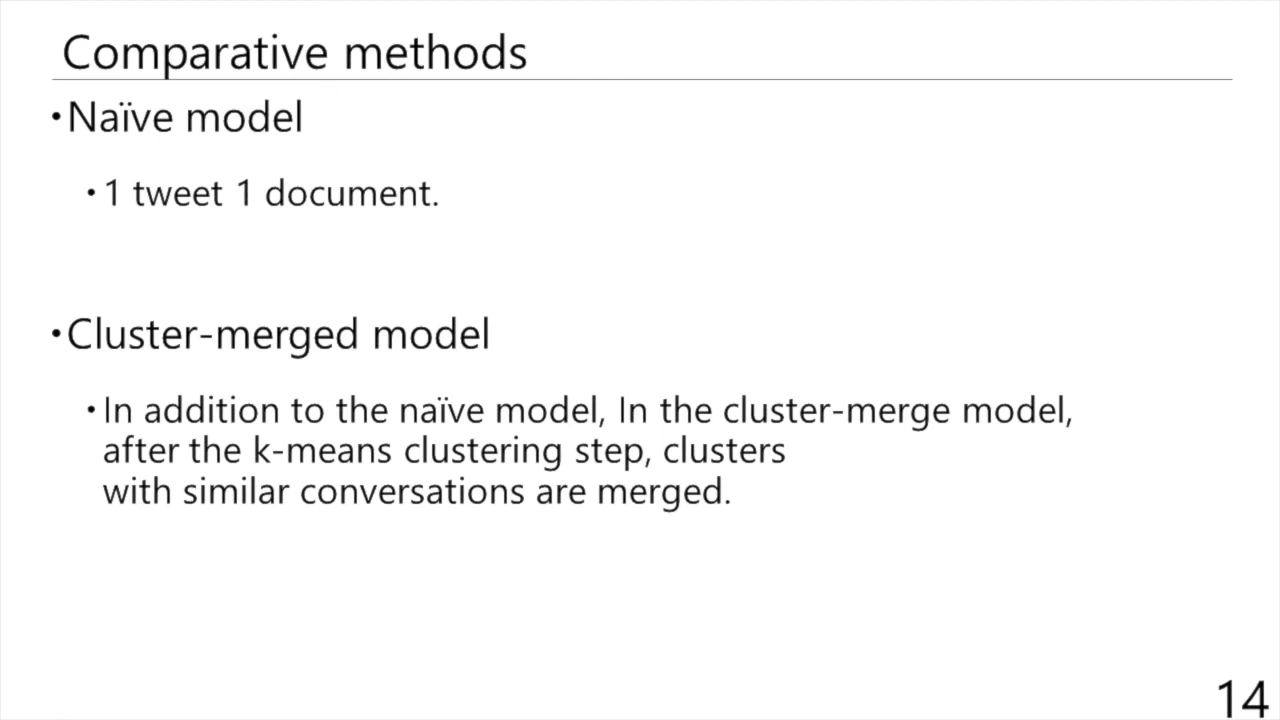 Comparative methods
・Naïve model
・1 tweet 1 document.
・Cluster-merged model
・In addition to the naïve model, In the cluster-merge model,
after the k-means clustering step, clusters
with similar conversations are merged.
14